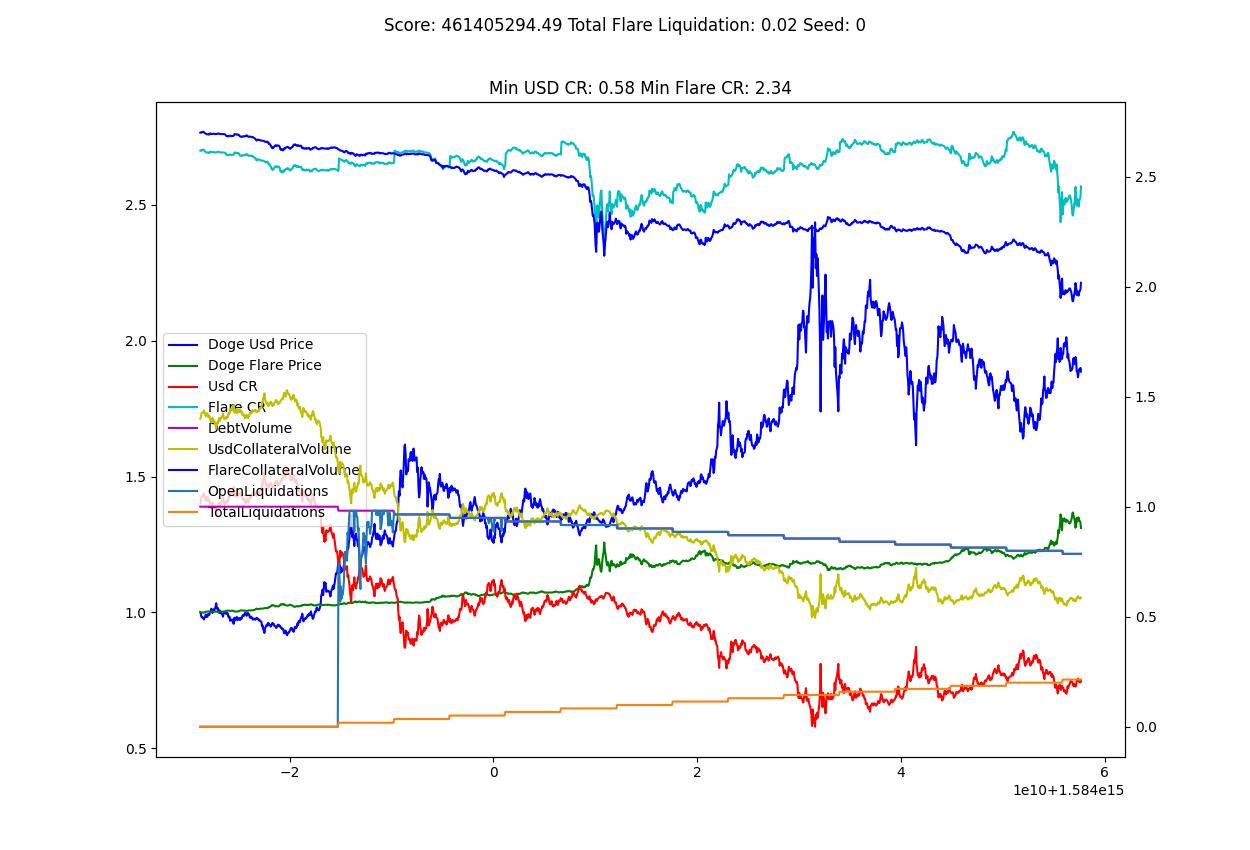 Score: 461405294.49 Total Flare Liquidation: 0.02 Seed: 0
Min USD CR: 0.58 Min Flare CR: 2.34
2.5
2.0
1.5
1.0
0.5
Doge Usd Price
Doge Flare Price
Usd CR
Flare CR
DebtVolume
UsdCollateralVolume
FlareCollateralVolume
OpenLiquidations
TotalLiquidations
2.5
2.0
1.5
1.0
0.5
0.0
−2 0 2 4 6
1e10+1.584e15